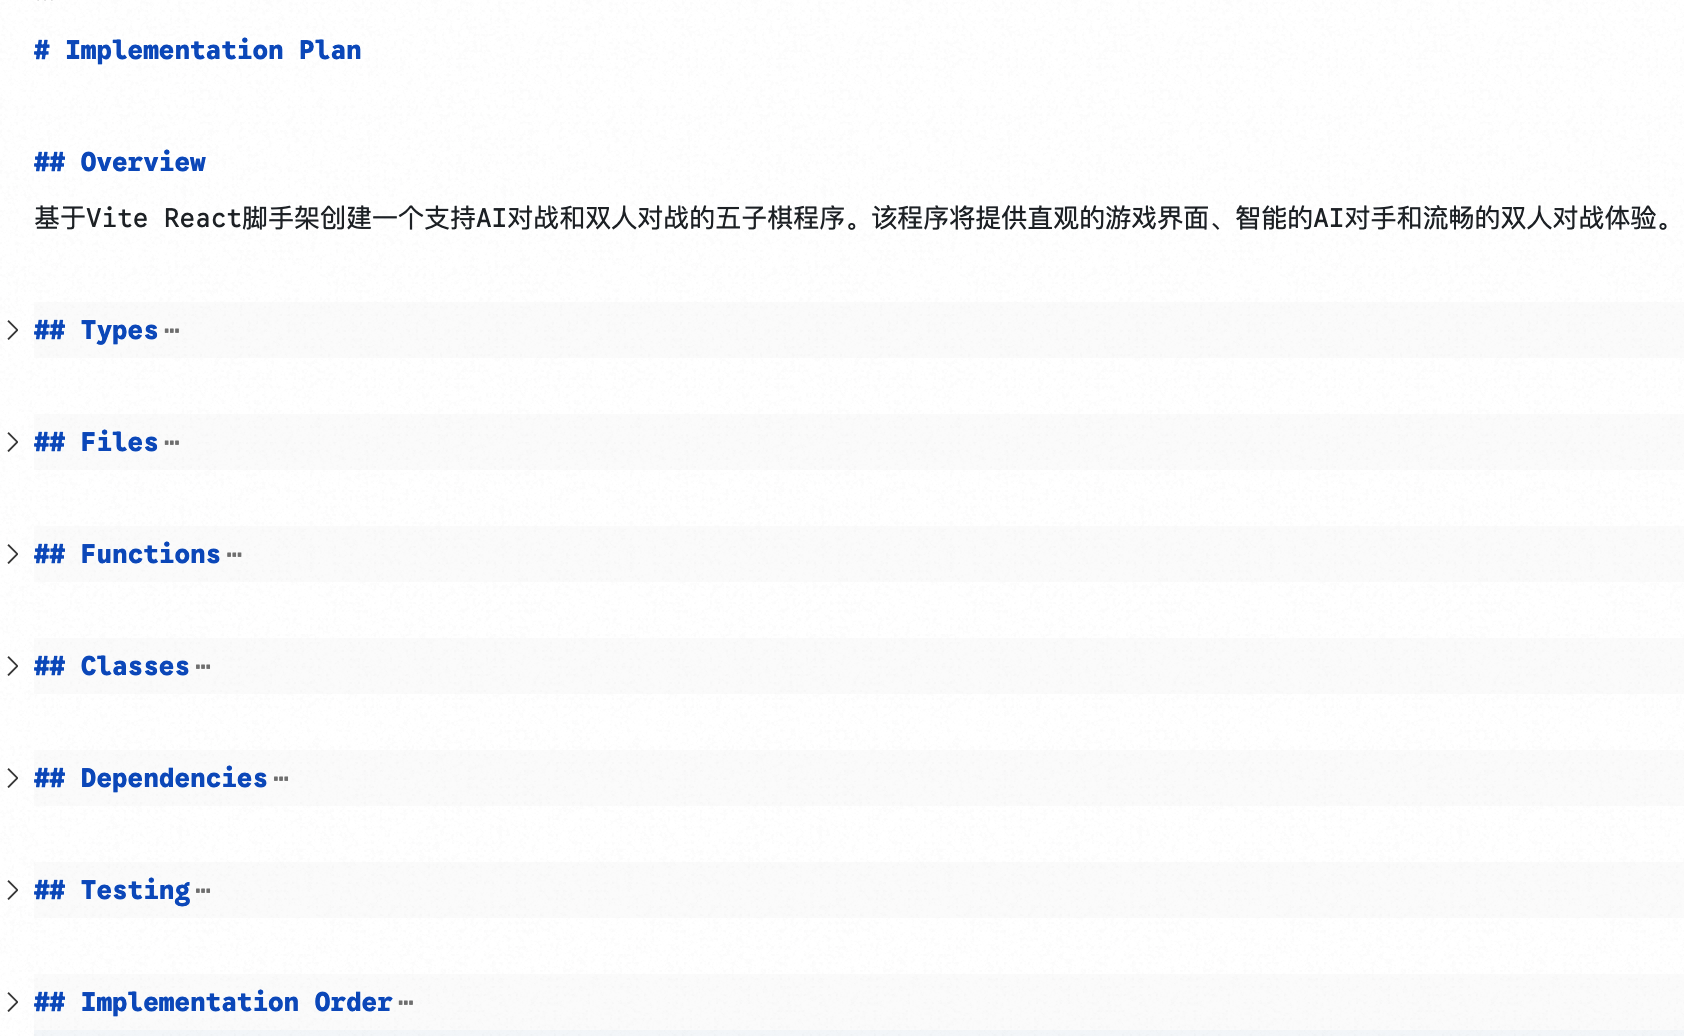 # Implementation Plan
## Overview
基于Vite React脚手架创建一个支持AI对战和双人对战的五子棋程序。该程序将提供直观的游戏界面、智能的AI对手和流畅的双人对战体验。
## Types…
## Files…
## Functions…
## Classes…
## Dependencies…
## Testing…
## Implementation Order…